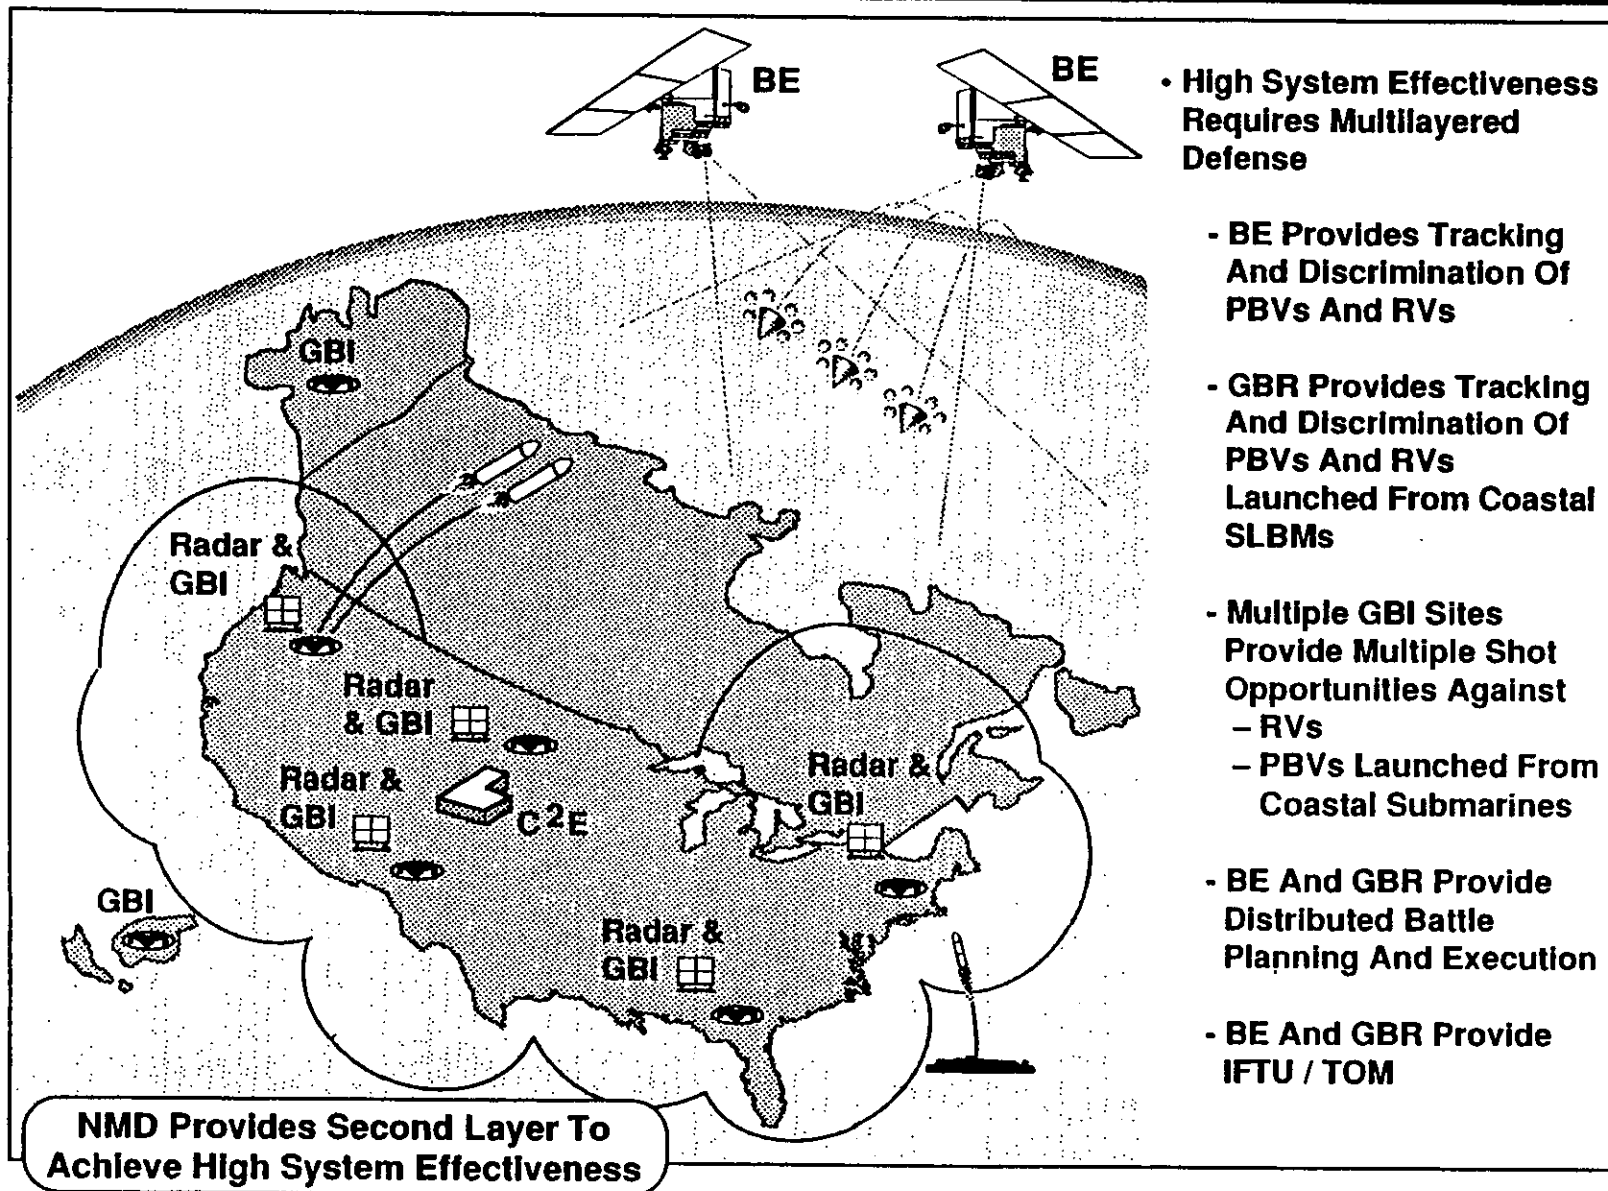 BE
BE
GBI
Radar &
GBI
Radar
& GBI
Radar &
GBI
C2E
Radar &
GBI
GBI
Radar &
GBI
NMD Provides Second Layer To
Achieve High System Effectiveness
• High System Effectiveness
Requires Multilayered
Defense
- BE Provides Tracking
And Discrimination Of
PBVs And RVs
- GBR Provides Tracking
And Discrimination Of
PBVs And RVs
Launched From Coastal
SLBMs
- Multiple GBI Sites
Provide Multiple Shot
Opportunities Against
– RVs
– PBVs Launched From
Coastal Submarines
- BE And GBR Provide
Distributed Battle
Planning And Execution
- BE And GBR Provide
IFTU / TOM